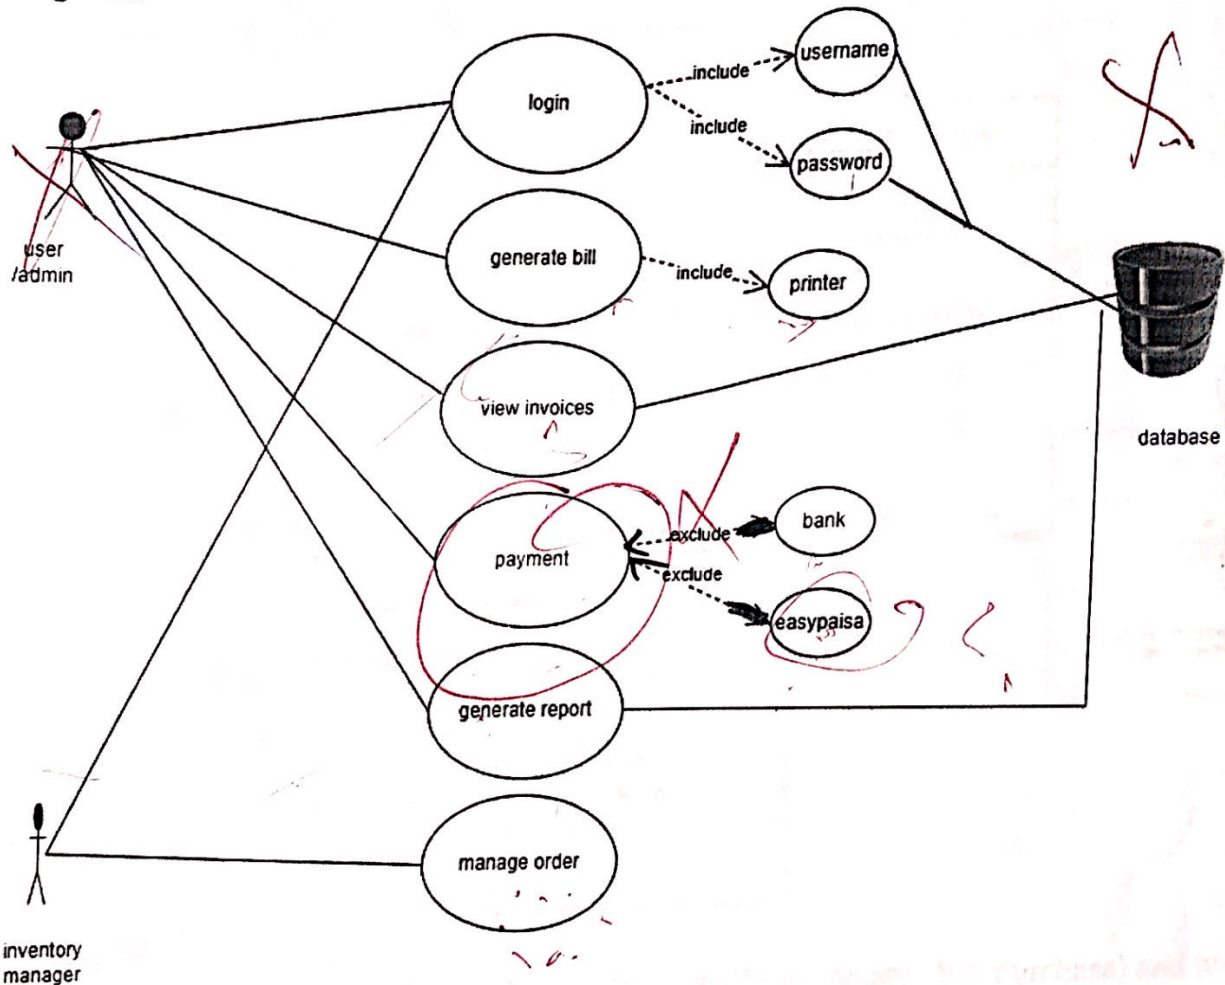 username
include
login
include
password
user
/admin
generate bill
include
printer
view invoices
database
bank
exclude
payment
exclude
easypaisa
generate report
manage order
inventory
manager